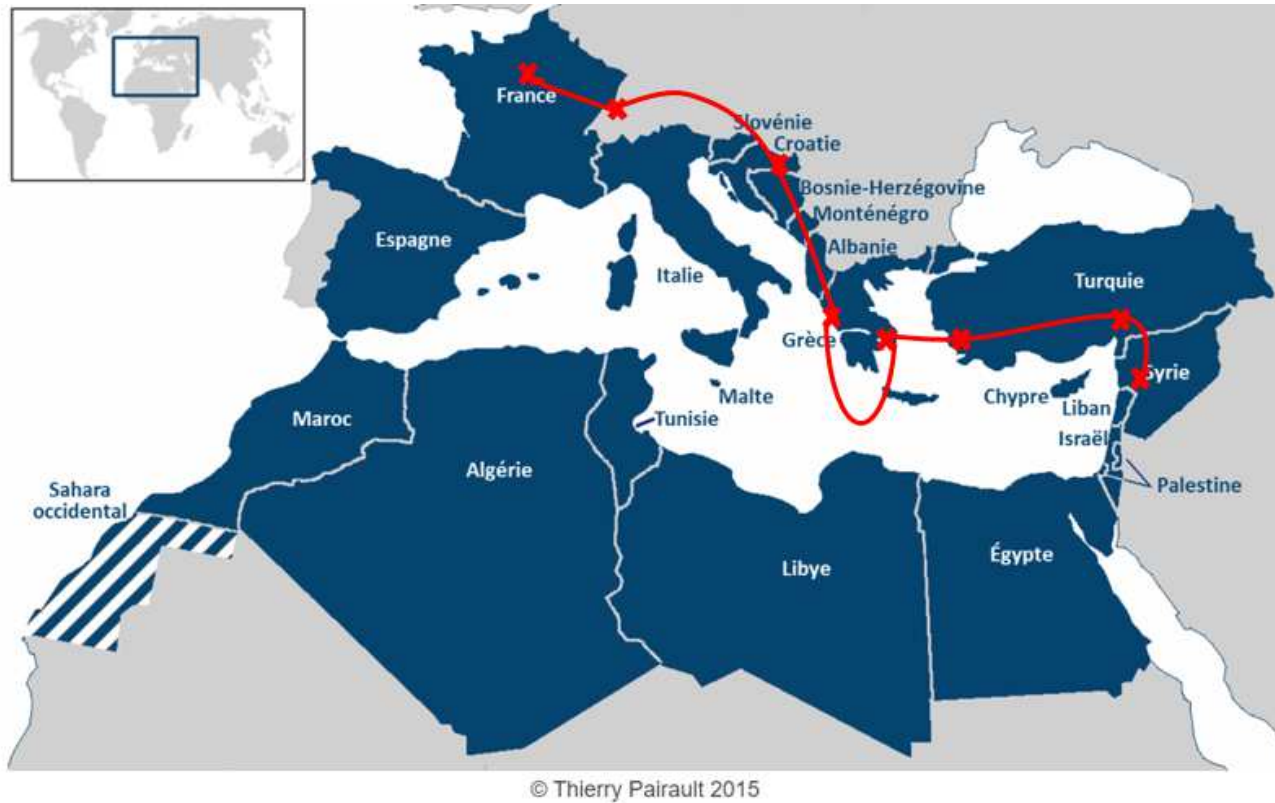 France
Slovénie
Croatie
Bosnie-Herzégovine
Monténégro
Albanie
Espagne
Italie
Turquie
Grèce
Syrie
Malte
Chypre
Liban
Maroc
Tunisie
Israël
Algérie
Palestine
Sahara
occidental
Libye
Égypte
© Thierry Pairault 2015